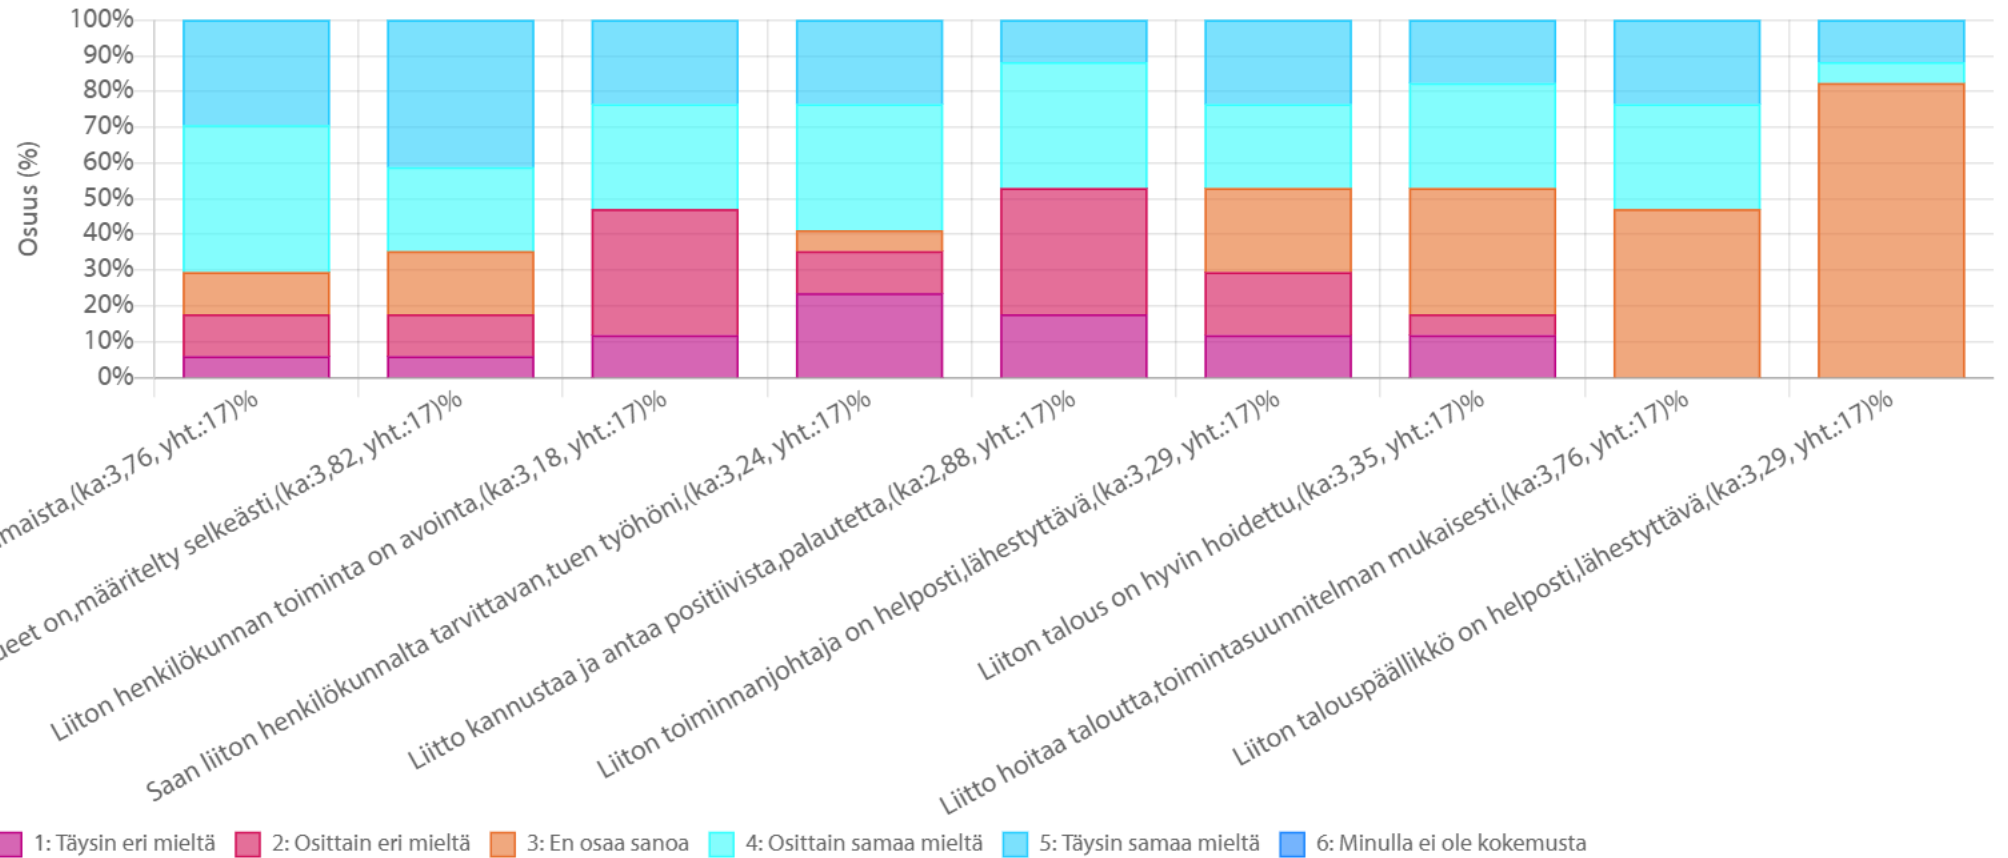 100%
90%
80%
70%
60%
50%
40%
30%
20%
10%
0%
Osuus (%)
(ka:3,76, yht.:17)%
on,määritelty selkeästi,(ka:3,82, yht.:17)%
Liiton henkilökunnan toiminta on avointa,(ka:3,18, yht.:17)%
Saan liiton henkilökunnalta tarvittavan,tuen työhöni,(ka:3,24, yht.:17)%
Liitto kannustaa ja antaa positiivista,palautetta,(ka:2,88, yht.:17)%
Liiton toiminnanjohtaja on helposti,lähestyttävä,(ka:3,29, yht.:17)%
Liiton talous on hyvin hoidettu,(ka:3,35, yht.:17)%
Liitto hoitaa taloutta,toimintasuunnitelman mukaisesti,(ka:3,76, yht.:17)%
Liiton talouspäällikkö on helposti,lähestyttävä,(ka:3,29, yht.:17)%
1: Täysin eri mieltä 2: Osittain eri mieltä 3: En osaa sanoa 4: Osittain samaa mieltä 5: Täysin samaa mieltä 6: Minulla ei ole kokemusta